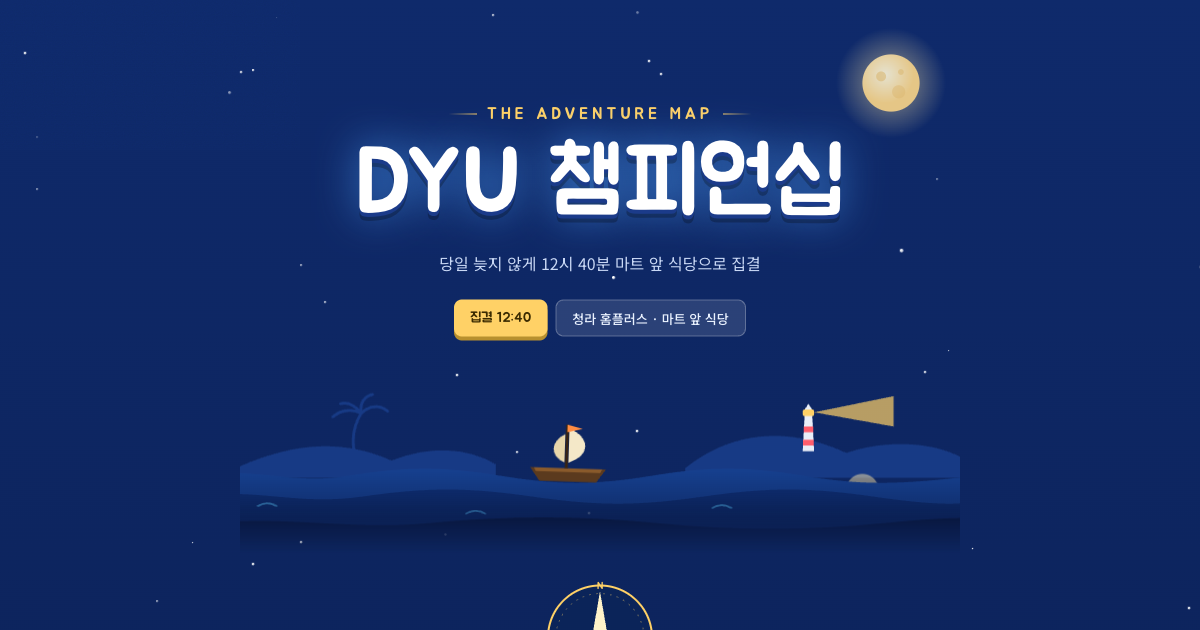 THE ADVENTURE MAP
DYU 챔피언십
당일 늦지 않게 12시 40분 마트 앞 식당으로 집결
집결 12:40
청라 홈플러스 · 마트 앞 식당
N